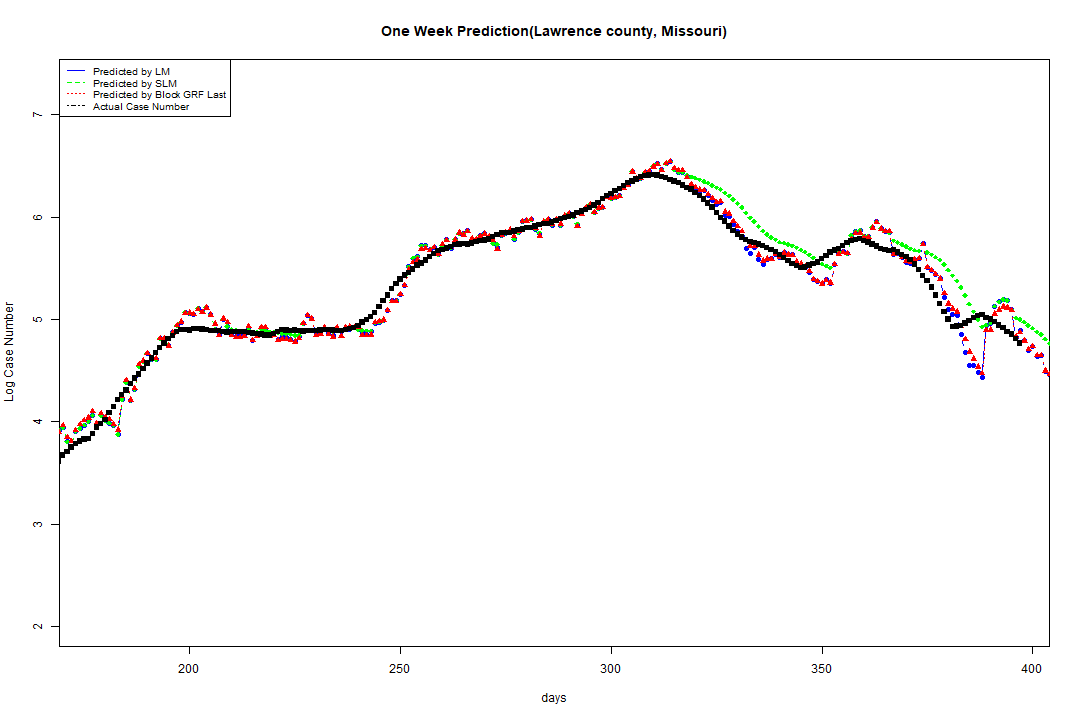 One Week Prediction(Lawrence county, Missouri)
Predicted by LM
Predicted by SLM
Predicted by Block GRF Last
Actual Case Number
7
6
5
4
3
2
Log Case Number
200 250 300 350 400
days